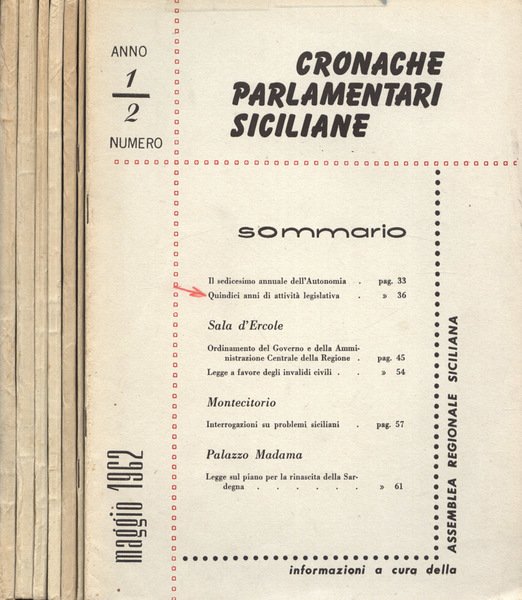 ANNO
1
2
NUMERO
CRONACHE
PARLAMENTARI
SICILIANE
sommario
Il sedicesimo annuale dell'Autonomia . pag. 33
Quindici anni di attività legislativa . » 36
Sala d'Ercole
Ordinamento del Governo e della Ammi-
nistrazione Centrale della Regione . pag. 45
Legge a favore degli invalidi civili . . » 54
Montecitorio
Interrogazioni su problemi siciliani . pag. 57
Palazzo Madama
Legge sul piano per la rinascita della Sar-
degna . . . . . . » 61
maggio 1962
informazioni a cura della
ASSEMBLEA REGIONALE SICILIANA